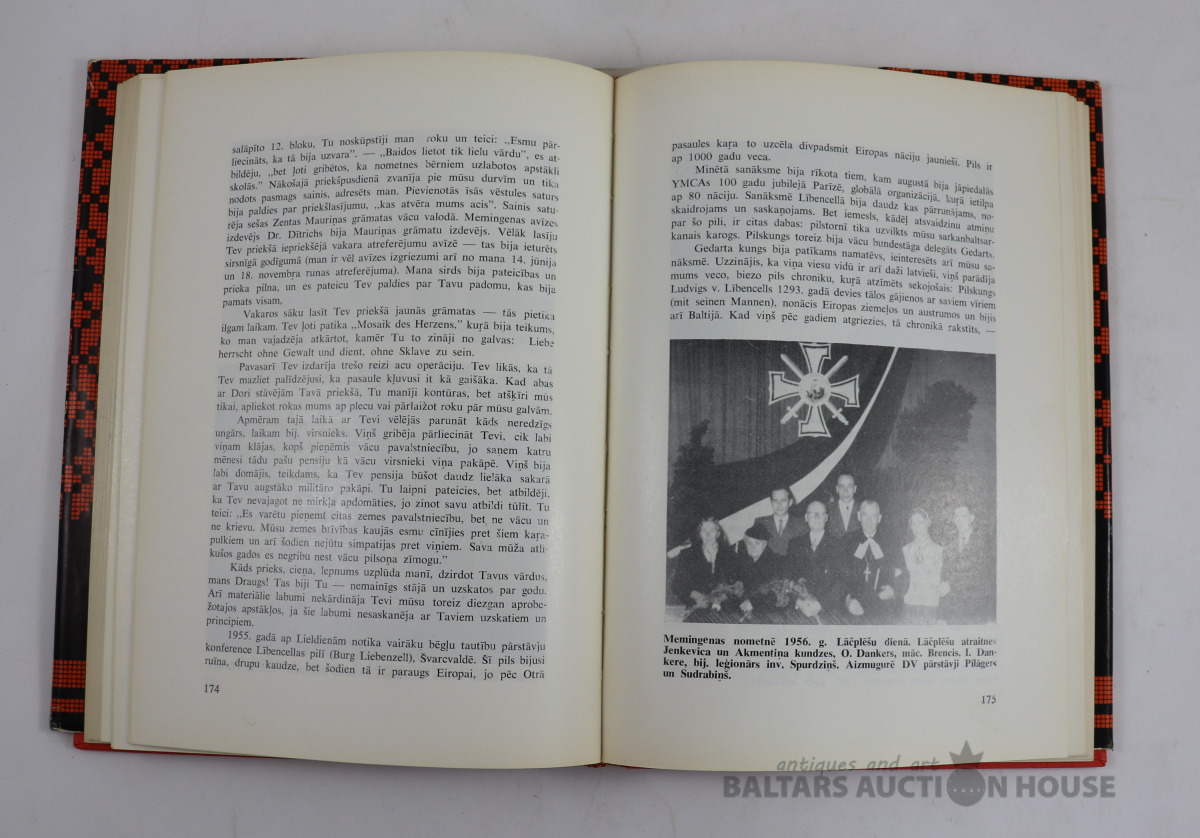 salāpīto 12. bloku, Tu noskūpstīji man roku un teici: „Esmu pār-
liecināts, ka tā bija uzvara”. — „Baidos lietot tik lielu vārdu”, es at-
bildēju, „bet ļoti gribētos, ka nometnes bērniem uzlabotos apstākļi
skolās.” Nākošajā priekšpusdienā zvanīja pie mūsu durvīm un tika
nodots pasmags sainis, adresēts man. Pievienotās īsās vēstules saturs
bija paldies par priekšlasījumu, „kas atvēra mums acis”. Sainis satu-
rēja sešas Zentas Mauriņas grāmatas vācu valodā. Memingenas avīzes
izdevējs Dr. Dītrichs bija Mauriņas grāmatu izdevējs. Vēlāk lasīju
Tev priekšā iepriekšējā vakara atreferējumu avīzē — tas bija ieturēts
sirsnīgā godīgumā (man ir vēl avīzes izgriezumi arī no mana 14. jūnija
un 18. novembra runas atreferējuma). Mana sirds bija pateicības un
prieka pilna, un es pateicu Tev paldies par Tavu padomu, kas bija
pamats visam,
Vakaros sāku lasīt Tev priekšā jaunās grāmatas — tās pietika
ilgam laikam. Tev ļoti patika „Mosaik des Herzens,” kurā bija teikums,
ko man vajadzēja atkārtot, kamēr Tu to zināji no galvas: Liebe
herrscht ohne Gewalt und dient, ohne Sklave zu sein.
Pavasarī Tev izdarīja trešo reizi acu operāciju. Tev likās, ka tā
Tev mazliet palīdzējusi, ka pasaule kļuvusi it kā gaišāka. Kad abas
ar Dori stāvējām Tavā priekšā, Tu manīji kontūras, bet atšķīri mūs
tikai, apliekot rokas mums ap plecu vai pārlaižot roku pār mūsu galvām.
Apmēram tajā laikā ar Tevi vēlējās parunāt kāds neredzīgs
ungārs, laikam bij. virsnieks. Viņš gribēja pārliecināt Tevi, cik labi
viņam klājas, kopš pieņēmis vācu pavalstniecību, jo saņem katru
mēnesi tādu pašu pensiju kā vācu virsnieki viņa pakāpē. Viņš bija
labi domājis, teikdams, ka Tev pensija būšot daudz lielāka sakarā
ar Tavu augstāko militāro pakāpi. Tu laipni pateicies, bet atbildēji,
ka Tev nevajagot ne mirkļa apdomāties, jo zinot savu atbildi tūlīt. Tu
teici: „Es varētu pieņemt citas zemes pavalstniecību, bet ne vācu un
ne krievu. Mūsu zemes brīvības kaujās esmu cīnījies pret šiem kaŗa-
pulkiem un arī šodien nejūtu simpatijas pret viņiem. Sava mūža atli-
kušos gados es negribu nest vācu pilsoņa zīmogu.”
Kāds prieks, cieņa, lepnums uzplūda manī, dzirdot Tavus vārdus,
mans Draugs! Tas biji Tu — nemainīgs stājā un uzskatos par godu.
Arī materiālie labumi nekārdināja Tevi mūsu toreiz diezgan aprobe-
žotajos apstākļos, ja šie labumi nesaskanēja ar Taviem uzskatiem un
principiem.
1955. gadā ap Lieldienām notika vairāku bēgļu tautību pārstāvju
konference Libencellas pilī (Burg Liebenzell), Švarcvaldē. Šī pils bijusi
ruīna, drupu kaudze, bet šodien tā ir paraugs Eiropai, jo pēc Otrā
174
pasaules kaŗa to uzcēla divpadsmit Eiropas nāciju jaunieši. Pils ir
ap 1000 gadu veca.
Minētā sanāksme bija rīkota tiem, kam augustā bija jāpiedalās
YMCAs 100 gadu jubilejā Parīzē, globālā organizācijā, kuŗā ietilpa
ap 80 nāciju. Sanāksmē Libencellā bija daudz kas pārrunājams, no-
skaidrojams un saskaņojams. Bet iemesls, kādēļ atsvaidzinu atmiņu
par šo pili, ir citas dabas: pilstornī tika uzvilkts mūsu sarkanbaltsar-
kanais karogs. Pilskungs toreiz bija vācu bundestāga delegāts Gedarts.
Gedarta kungs bija patīkams namatēvs, ieinteresēts arī mūsu sa-
nāksmē. Uzzinājis, ka viņa viesu vidū ir arī daži latvieši, viņš parādīja
mums veco, biezo pils chroniku, kuŗā atzīmēts sekojošais: Pilskungs
Ludvigs v. Libencells 1293. gadā devies tālos gājienos ar saviem vīriem
(mit seinen Mannen), nonācis Eiropas ziemeļos un austrumos un bijis
arī Baltijā. Kad viņš pēc gadiem atgriezies, tā chronikā rakstīts, —
Memingenas nometnē 1956. g. Lāčplēšu dienā. Lāčplēšu atraitnes
Jenkevica un Akmentiņa kundzes, O. Dankers, māc. Brencis. I. Dan-
kere, bij. leģionārs inv. Spurdziņš. Aizmugurē DV pārstāvji Pilāgers
un Sudrabiņš.
175
antiques and art
BALTARS AUCTION HOUSE